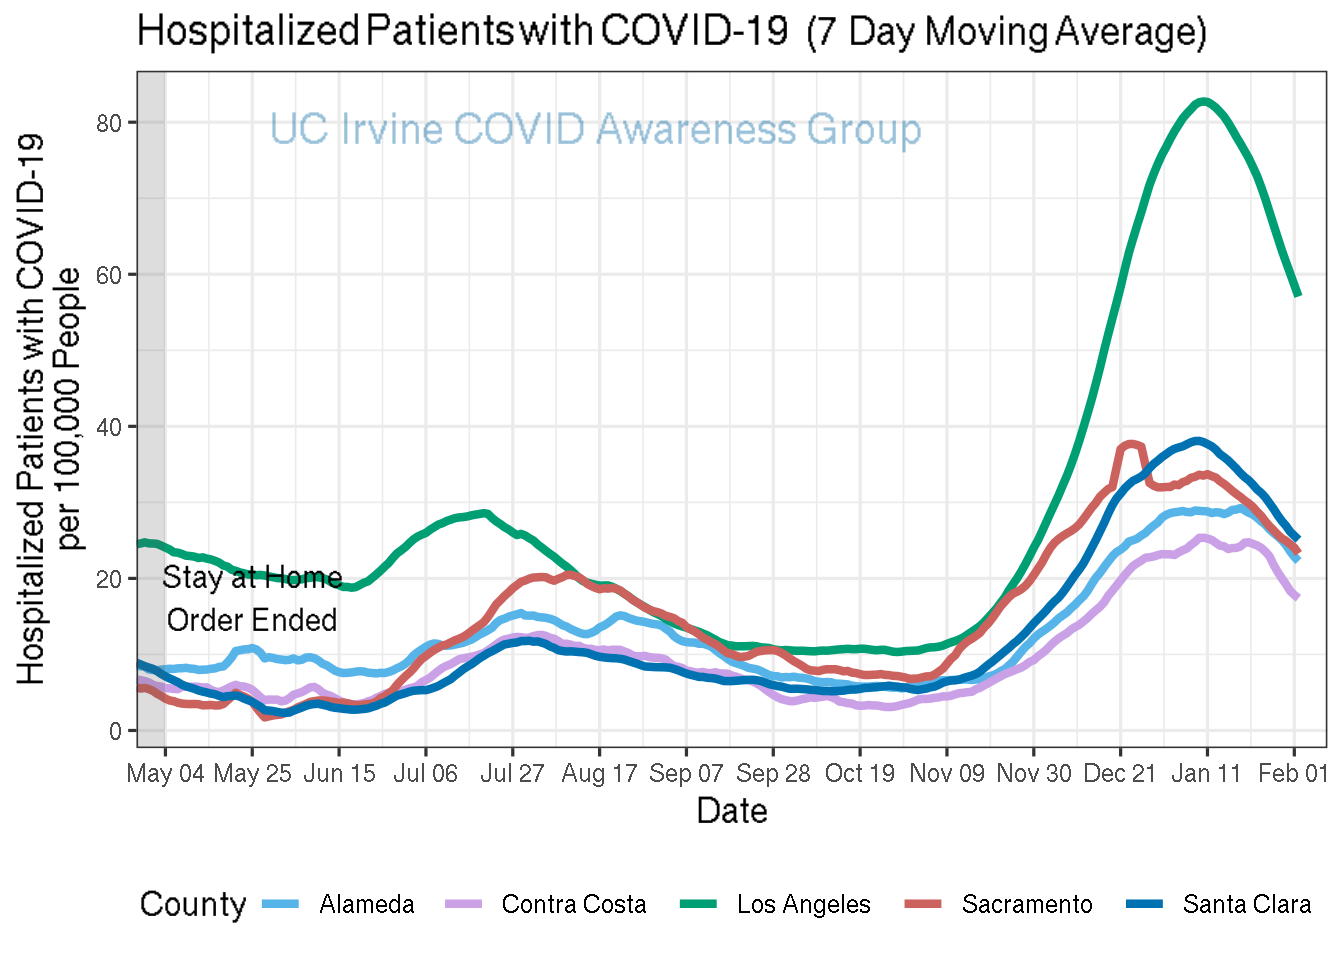 Hospitalized Patients with COVID-19 (7 Day Moving Average)
UC Irvine COVID Awareness Group
Hospitalized Patients with COVID-19
per 100,000 People
80
60
40
20
0
Stay at Home
Order Ended
May 04 May 25 Jun 15 Jul 06 Jul 27 Aug 17 Sep 07 Sep 28 Oct 19 Nov 09 Nov 30 Dec 21 Jan 11 Feb 01
Date
County Alameda Contra Costa Los Angeles Sacramento Santa Clara